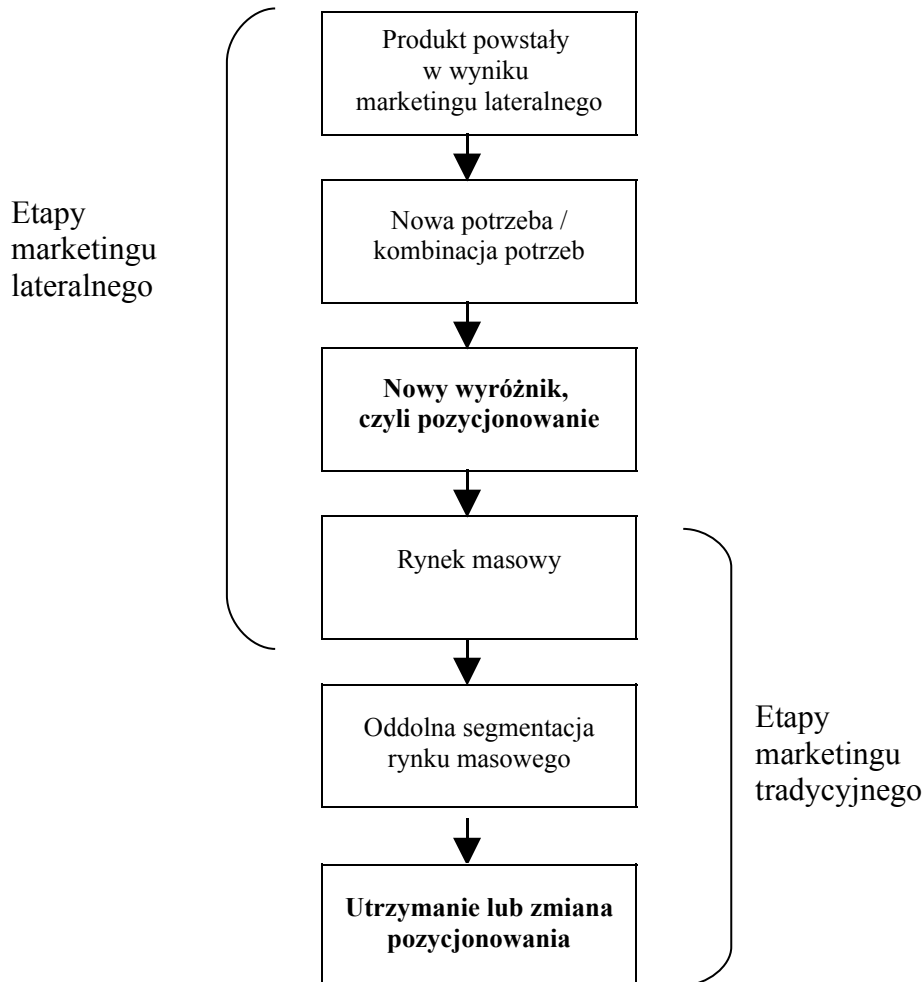 Produkt powstały
w wyniku
marketingu lateralnego
Etapy
marketingu
lateralnego
Nowa potrzeba /
kombinacja potrzeb
Nowy wyróżnik,
czyli pozycjonowanie
Rynek masowy
Oddolna segmentacja
rynku masowego
Etapy
marketingu
tradycyjnego
Utrzymanie lub zmiana
pozycjonowania